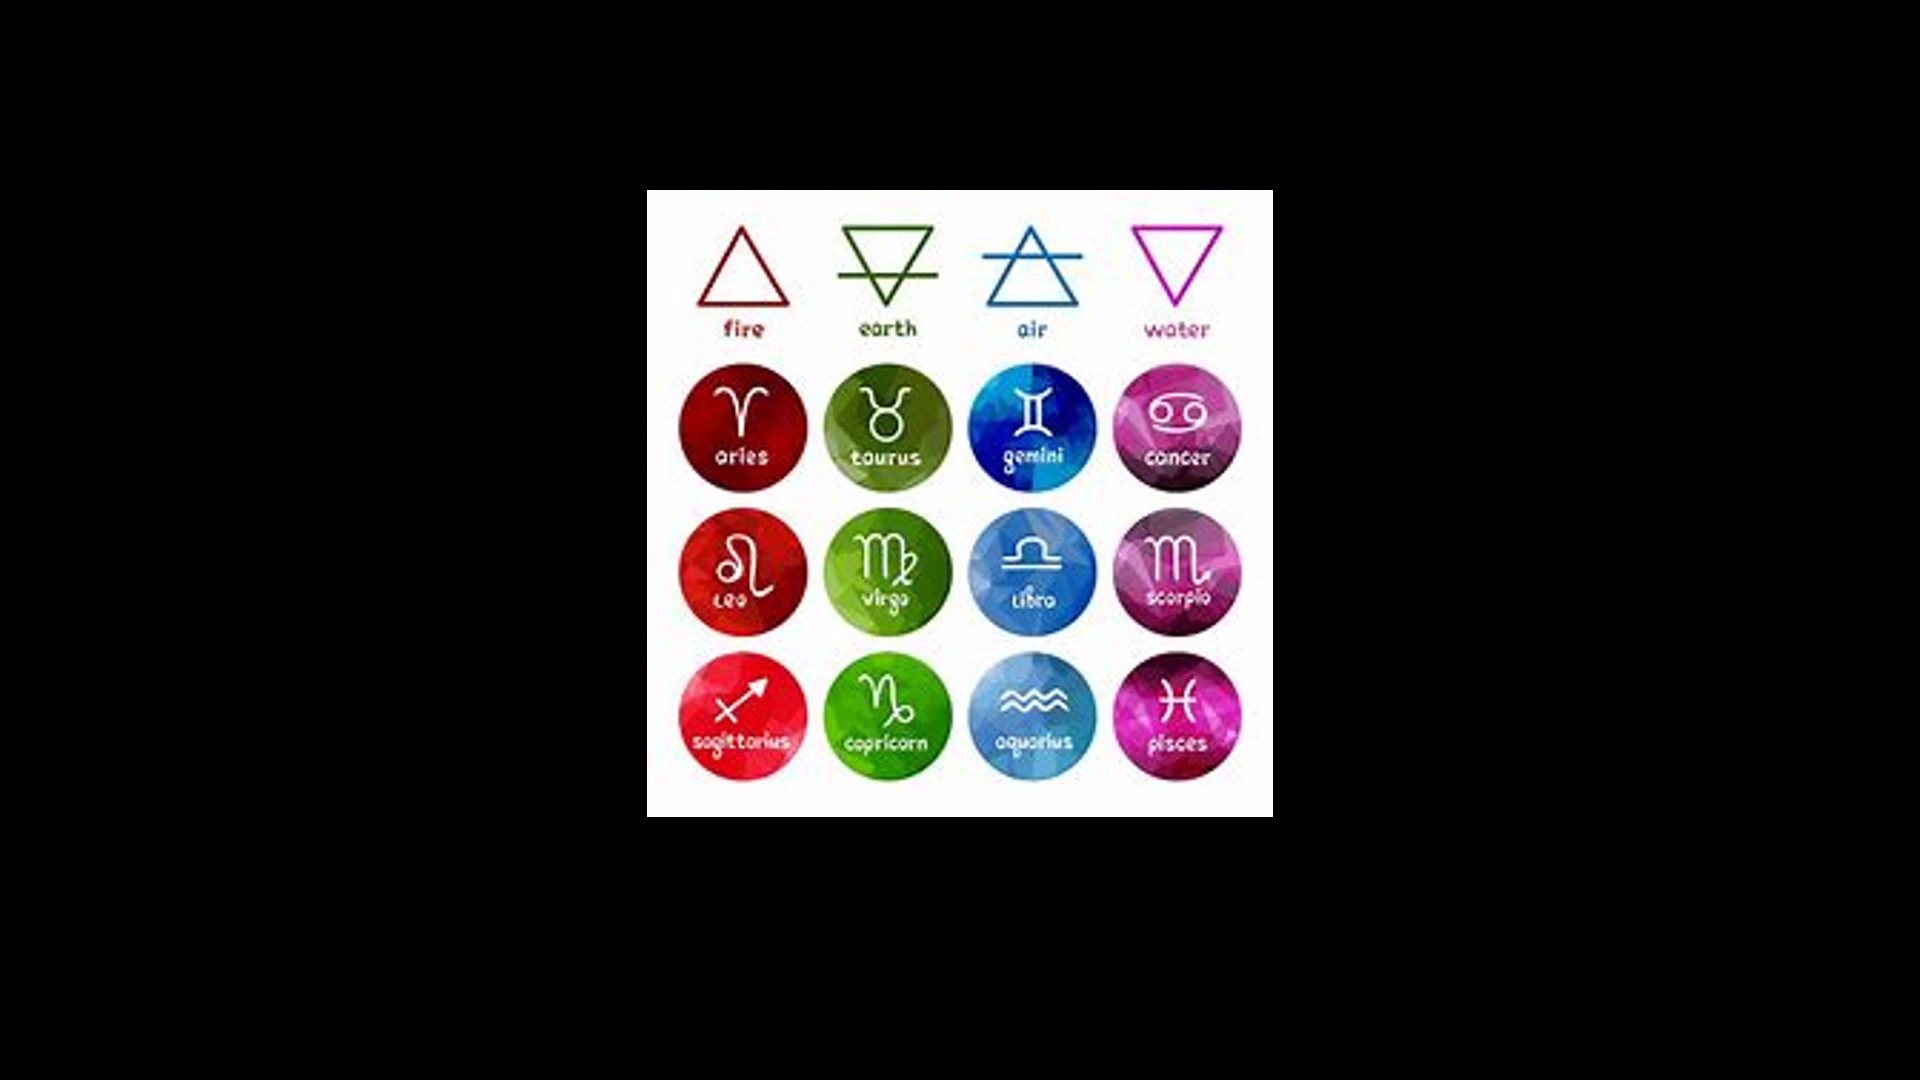 fire earth air water
aries taurus gemini cancer
leo virgo libra scorpio
sagittarius capricorn aquarius pisces